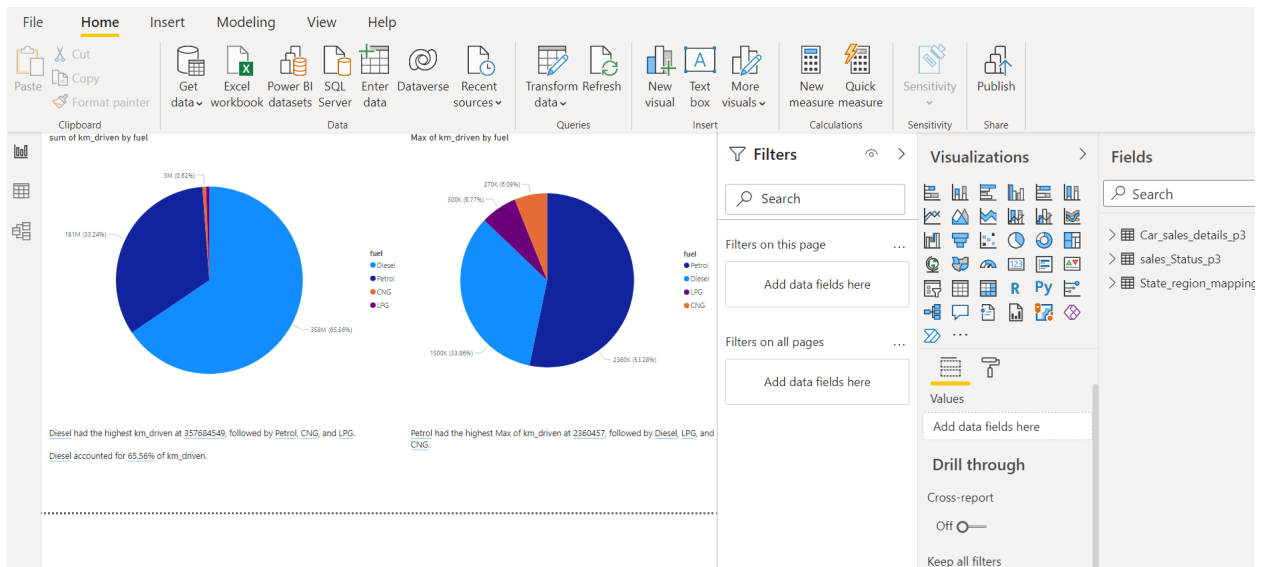 File Home Insert Modeling View Help
Paste
Cut
Copy
Format painter
Clipboard
Get data
Excel workbook
Power BI datasets
SQL Server
Enter data
Dataverse
Recent sources
Data
Transform data
Refresh
Queries
New visual
Text box
More visuals
Insert
New measure
Quick measure
Calculations
Sensitivity
Sensitivity
Publish
Share
sum of km_driven by fuel
3M (0.62%)
181M (33.24%)
358M (65.56%)
fuel
Diesel
Petrol
CNG
LPG
Diesel had the highest km_driven at 357684549, followed by Petrol, CNG, and LPG.
Diesel accounted for 65.56% of km_driven.
Max of km_driven by fuel
270K (6.09%)
300K (6.77%)
1500K (33.86%)
2360K (53.28%)
fuel
Petrol
Diesel
LPG
CNG
Petrol had the highest Max of km_driven at 2360457, followed by Diesel, LPG, and
CNG.
Filters
Search
Filters on this page ...
Add data fields here
Filters on all pages ...
Add data fields here
Visualizations
123
R Py
...
Values
Add data fields here
Drill through
Cross-report
Off
Keep all filters
Fields
Search
Car_sales_details_p3
sales_Status_p3
State_region_mapping